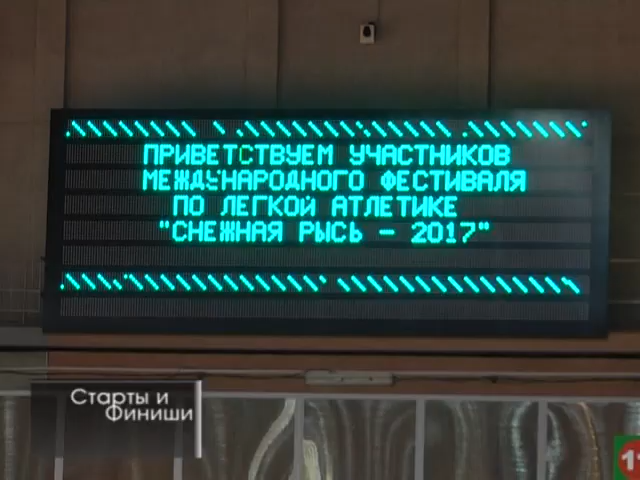 ПРИВЕТСТВУЕМ УЧАСТНИКОВ
МЕЖДУНАРОДНОГО ФЕСТИВАЛЯ
ПО ЛЕГКОЙ АТЛЕТИКЕ
"СНЕЖНАЯ РЫСЬ - 2017"
Старты и
Финиши